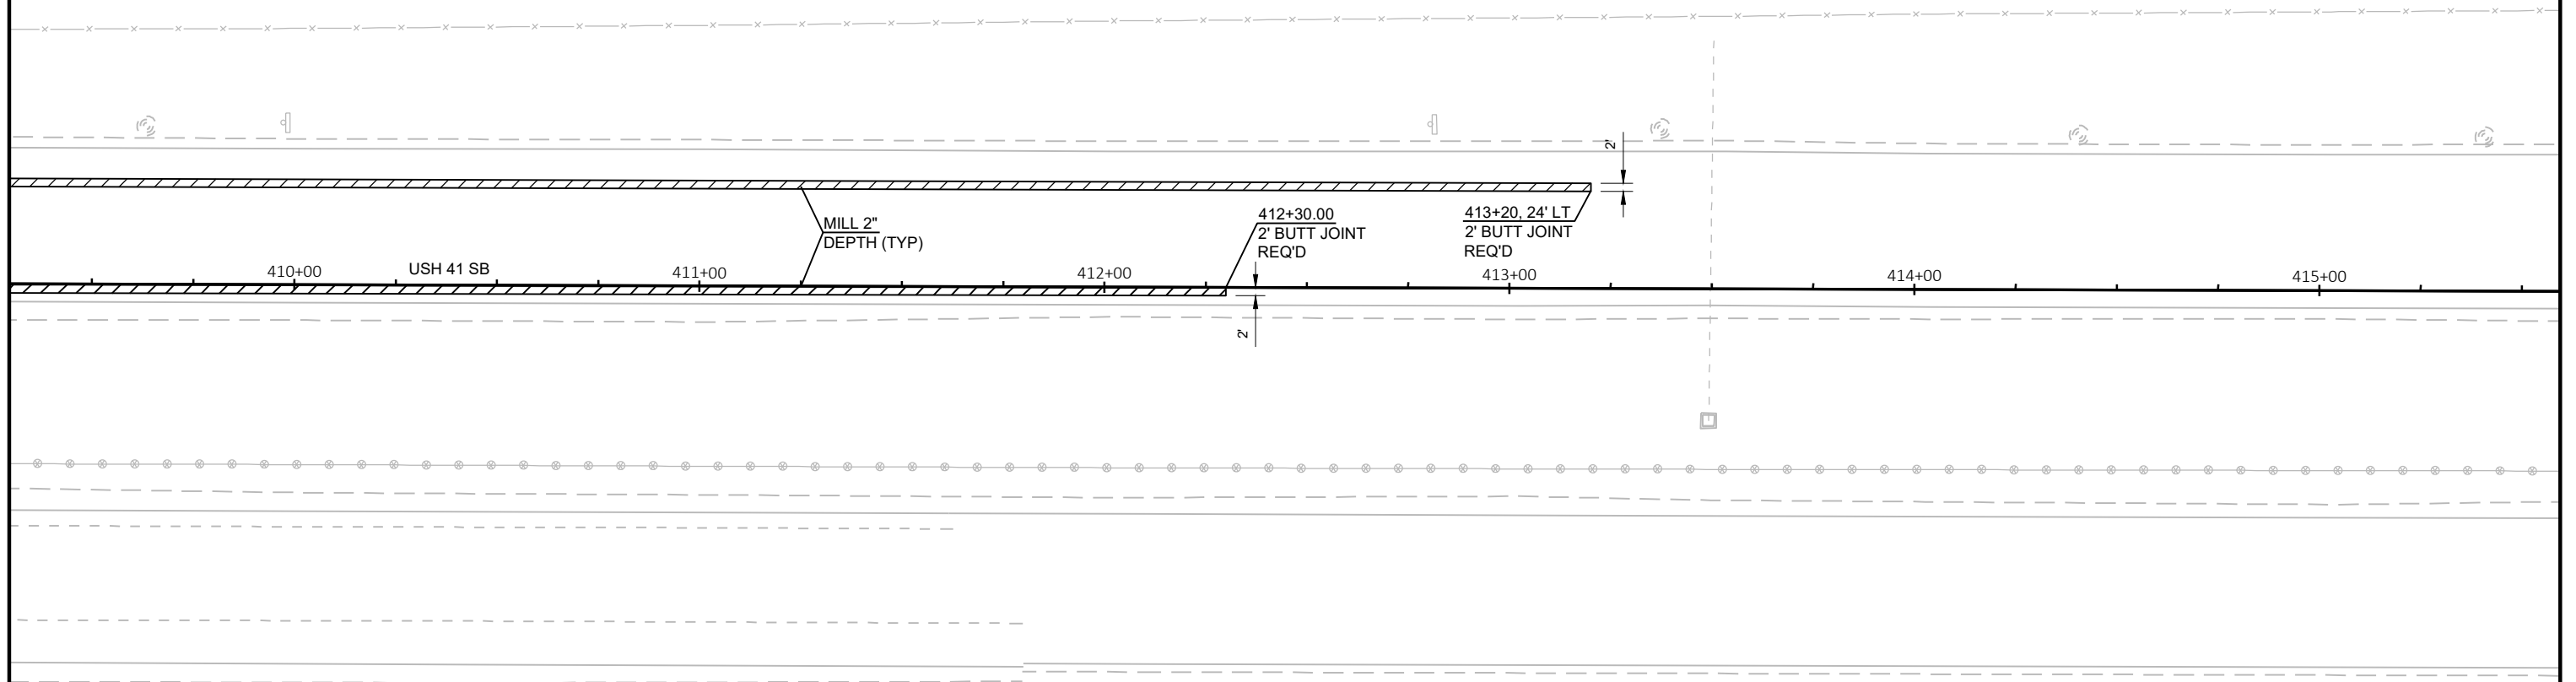 2'
MILL 2"
DEPTH (TYP)
412+30.00
2' BUTT JOINT
REQ'D
413+20, 24' LT
2' BUTT JOINT
REQ'D
410+00
USH 41 SB
411+00
412+00
413+00
414+00
415+00
2'